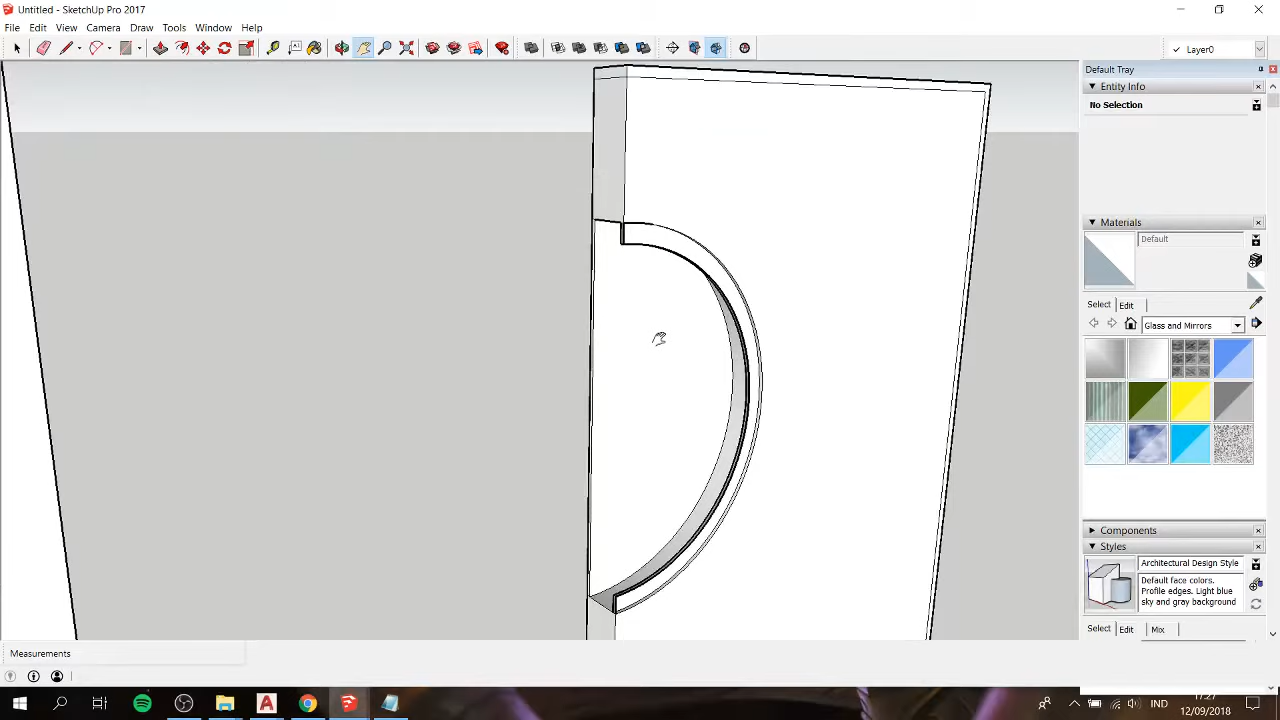 Untitled - SketchUp Pro 2017
File Edit View Camera Draw Tools Window Help
Layer0
Default Tray
Entity Info
No Selection
Materials
Default
Select Edit
Glass and Mirrors
Components
Styles
Architectural Design Style
Default face colors.
Profile edges. Light blue
sky and gray background
Select Edit Mix
Measurements
IND
17:27
12/09/2018